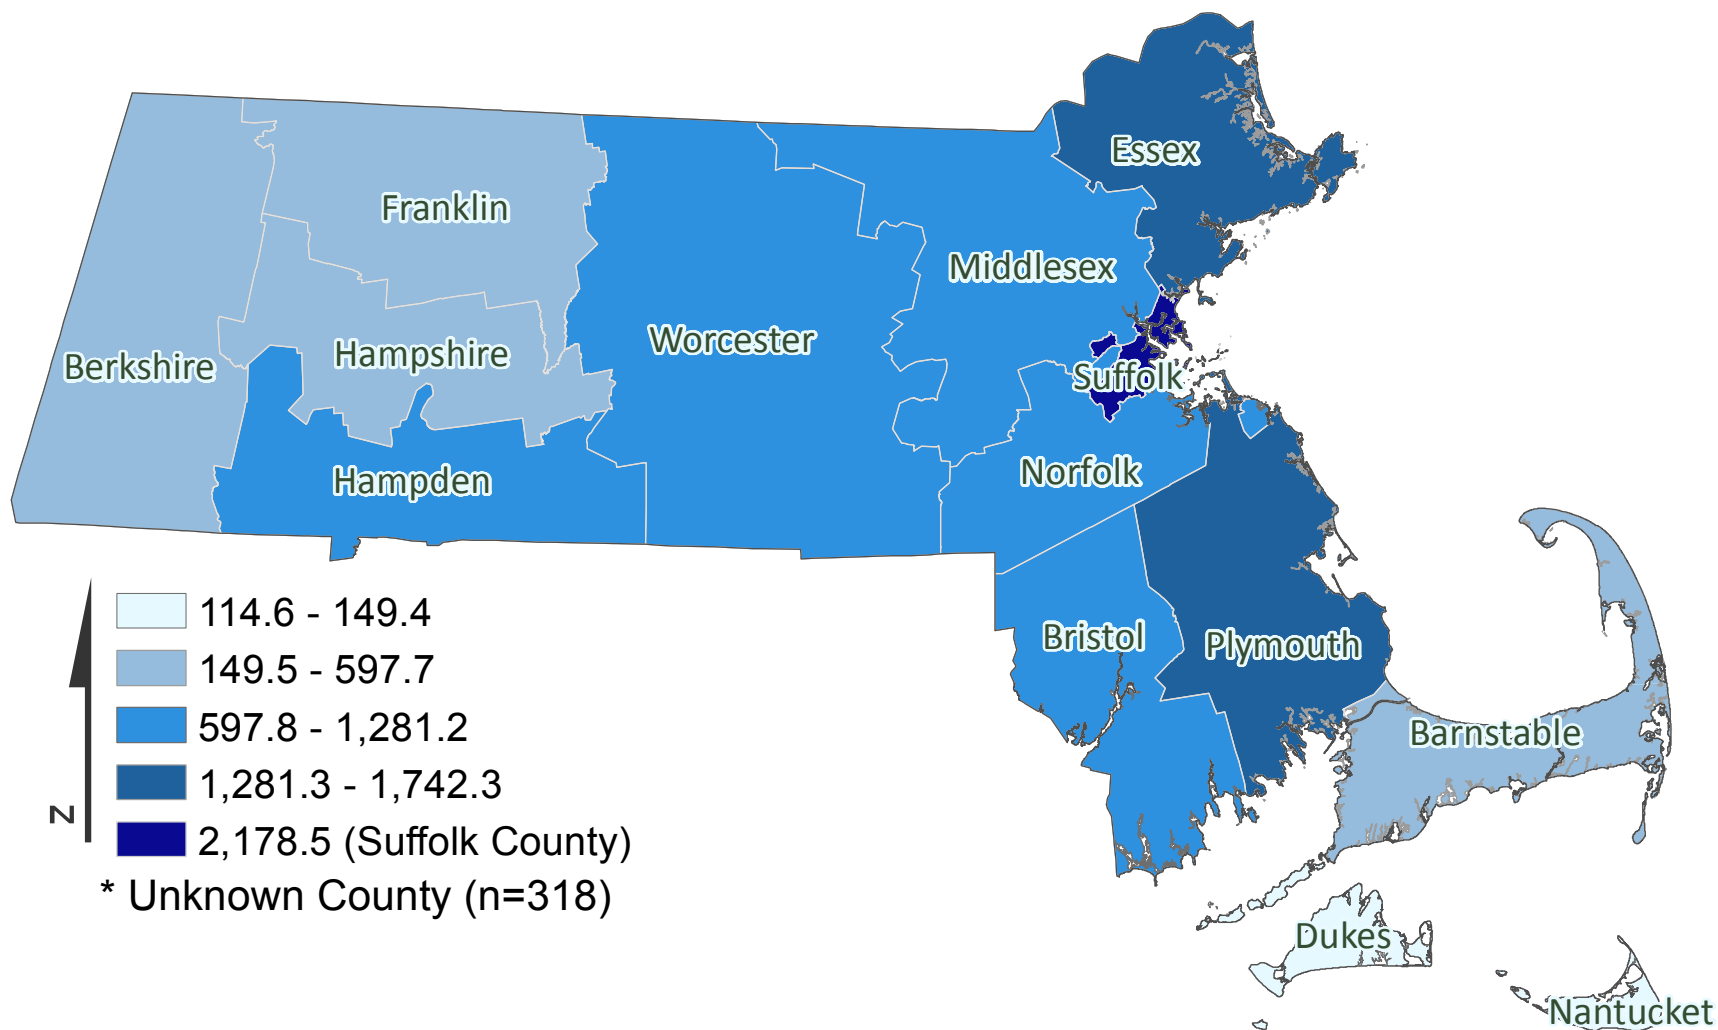 Essex
Franklin
Middlesex
Worcester
Hampshire
Berkshire
Suffolk
Norfolk
Hampden
114.6 - 149.4
Bristol
Plymouth
149.5 - 597.7
597.8 - 1,281.2
Barnstable
1,281.3 - 1,742.3
N
2,178.5 (Suffolk County)
* Unknown County (n=318)
Dukes
Nantucket